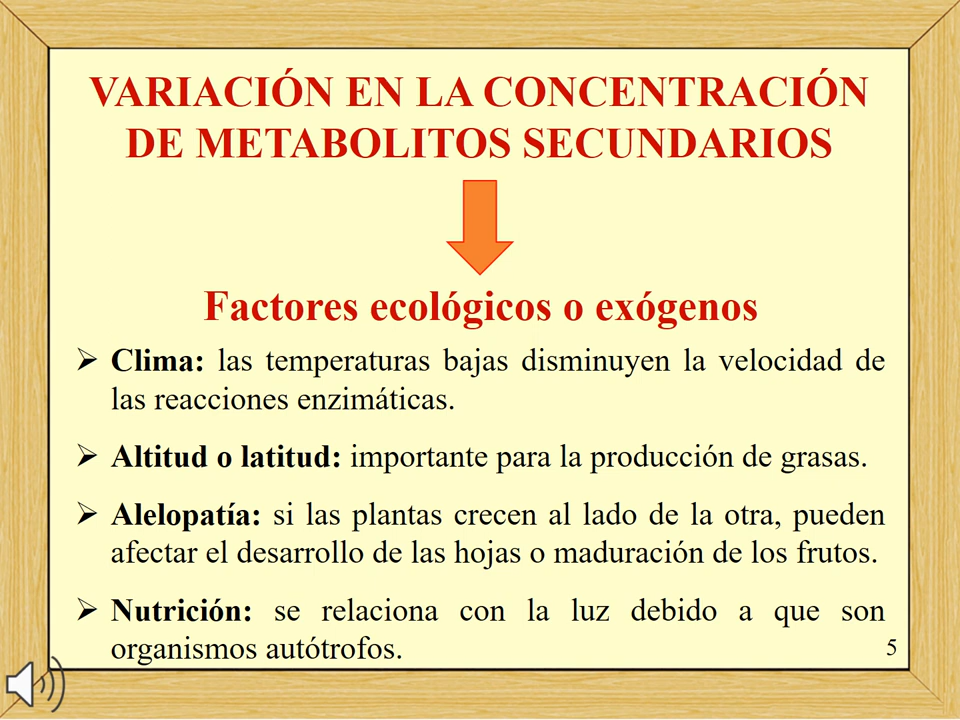 VARIACIÓN EN LA CONCENTRACIÓN
DE METABOLITOS SECUNDARIOS
Factores ecológicos o exógenos
➢ Clima: las temperaturas bajas disminuyen la velocidad de
las reacciones enzimáticas.
➢ Altitud o latitud: importante para la producción de grasas.
➢ Alelopatía: si las plantas crecen al lado de la otra, pueden
afectar el desarrollo de las hojas o maduración de los frutos.
➢ Nutrición: se relaciona con la luz debido a que son
organismos autótrofos.
5